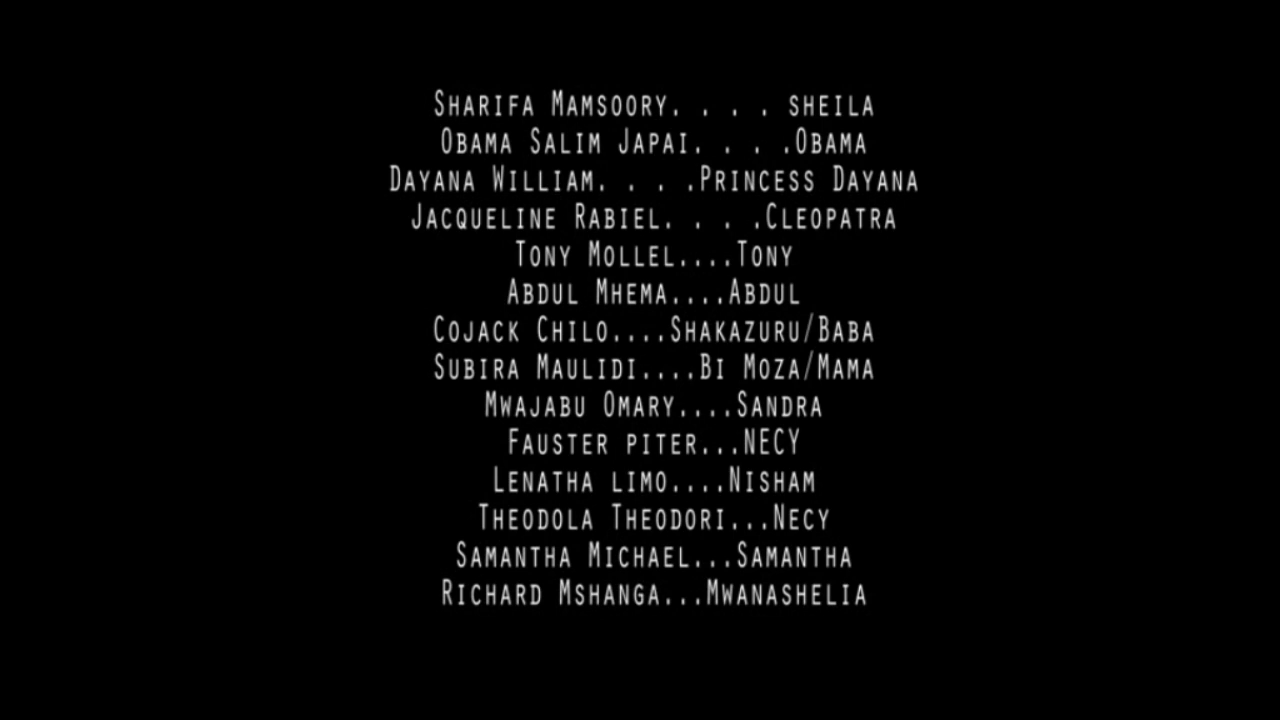 Sharifa Mamsoory. . . . sheila
Obama Salim Japai. . . .Obama
Dayana William. . . .Princess Dayana
Jacqueline Rabiel. . . .Cleopatra
Tony Mollel....Tony
Abdul Mhema....Abdul
Cojack Chilo....Shakazuru/Baba
Subira Maulidi....Bi Moza/Mama
Mwajabu Omary....Sandra
Fauster piter...NECY
Lenatha limo....Nisham
Theodola Theodori...Necy
Samantha Michael...Samantha
Richard Mshanga...Mwanashelia